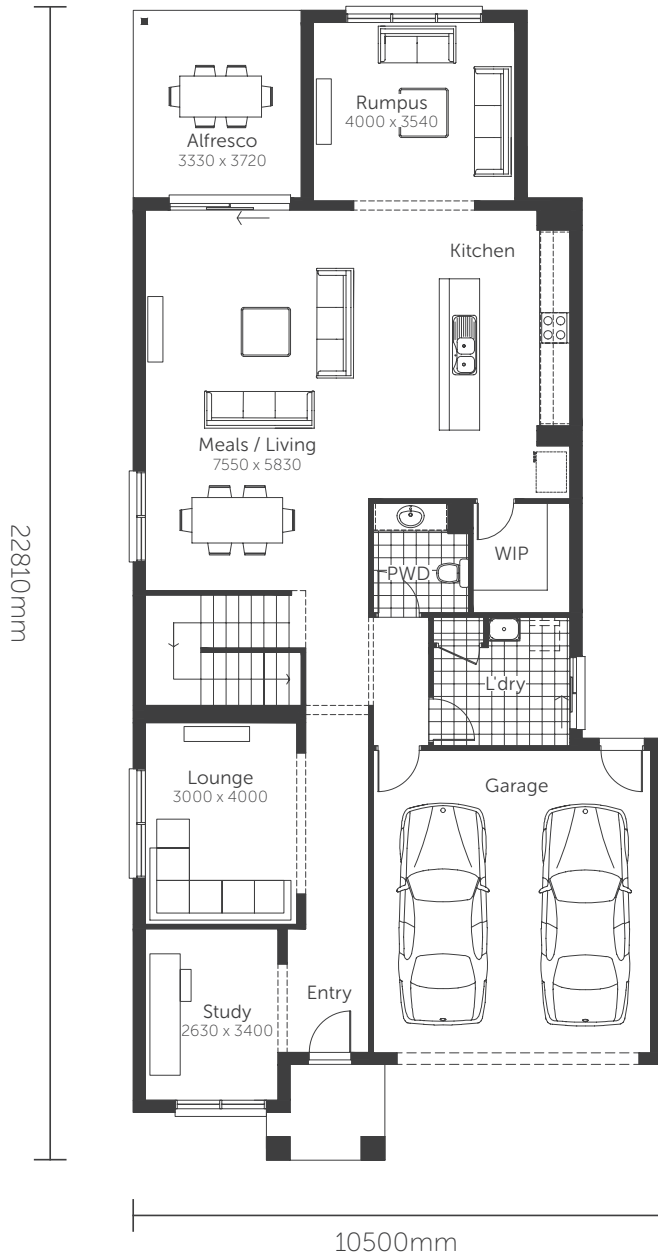 Rumpus
4000 x 3540
Alfresco
3330 x 3720
Kitchen
Meals / Living
7550 x 5830
22810mm
WIP
PWD
L'dry
Lounge
3000 x 4000
Garage
Entry
Study
2630 x 3400
10500mm